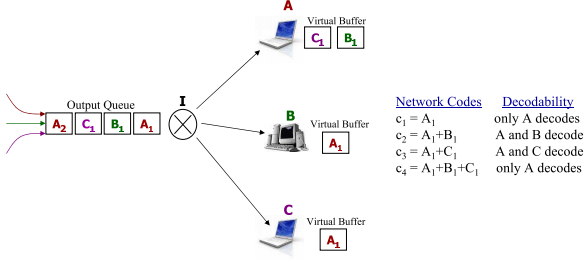 A
Virtual Buffer
C1 B1
Output Queue
I
A2 C1 B1 A1
B
Virtual Buffer
A1
C
Virtual Buffer
A1
Network Codes Decodability
c1 = A1 only A decodes
c2 = A1+B1 A and B decode
c3 = A1+C1 A and C decode
c4 = A1+B1+C1 only A decodes